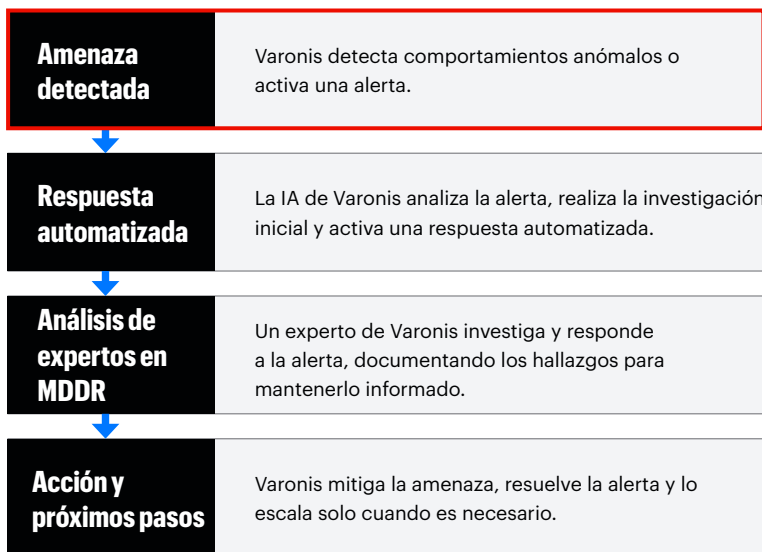 Amenaza
detectada
Varonis detecta comportamientos anómalos o
activa una alerta.
Respuesta
automatizada
La IA de Varonis analiza la alerta, realiza la investigación
inicial y activa una respuesta automatizada.
Análisis de
expertos en
MDDR
Un experto de Varonis investiga y responde
a la alerta, documentando los hallazgos para
mantenerlo informado.
Acción y
próximos pasos
Varonis mitiga la amenaza, resuelve la alerta y lo
escala solo cuando es necesario.